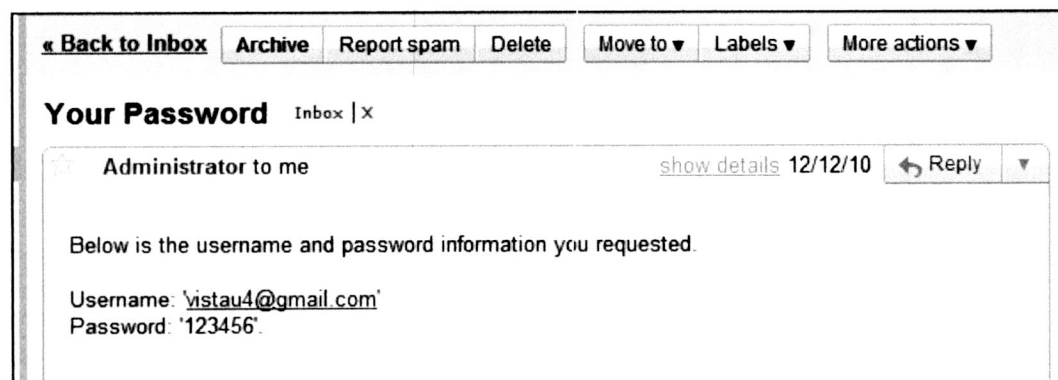 « Back to Inbox Archive Report spam Delete Move to ▾ Labels ▾ More actions ▾
Your Password Inbox | X
Administrator to me show details 12/12/10 Reply ▾
Below is the username and password information you requested.
Username: 'vistau4@gmail.com'
Password: '123456'.